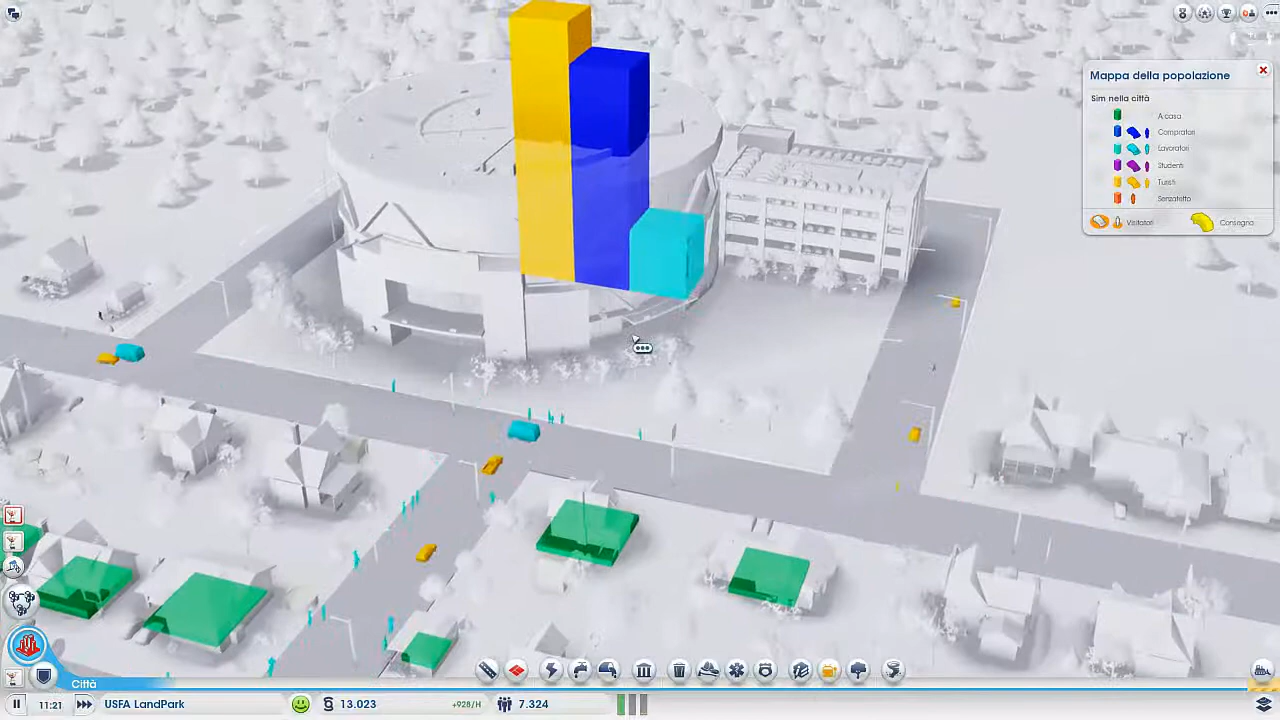 Mappa della popolazione
Sim nella città
A casa
Compratori
Lavoratori
Studenti
Turisti
Senzatetto
Visitatori
Consegna
Città
11:21
USFA LandPark
13.023
+928/H
7.324